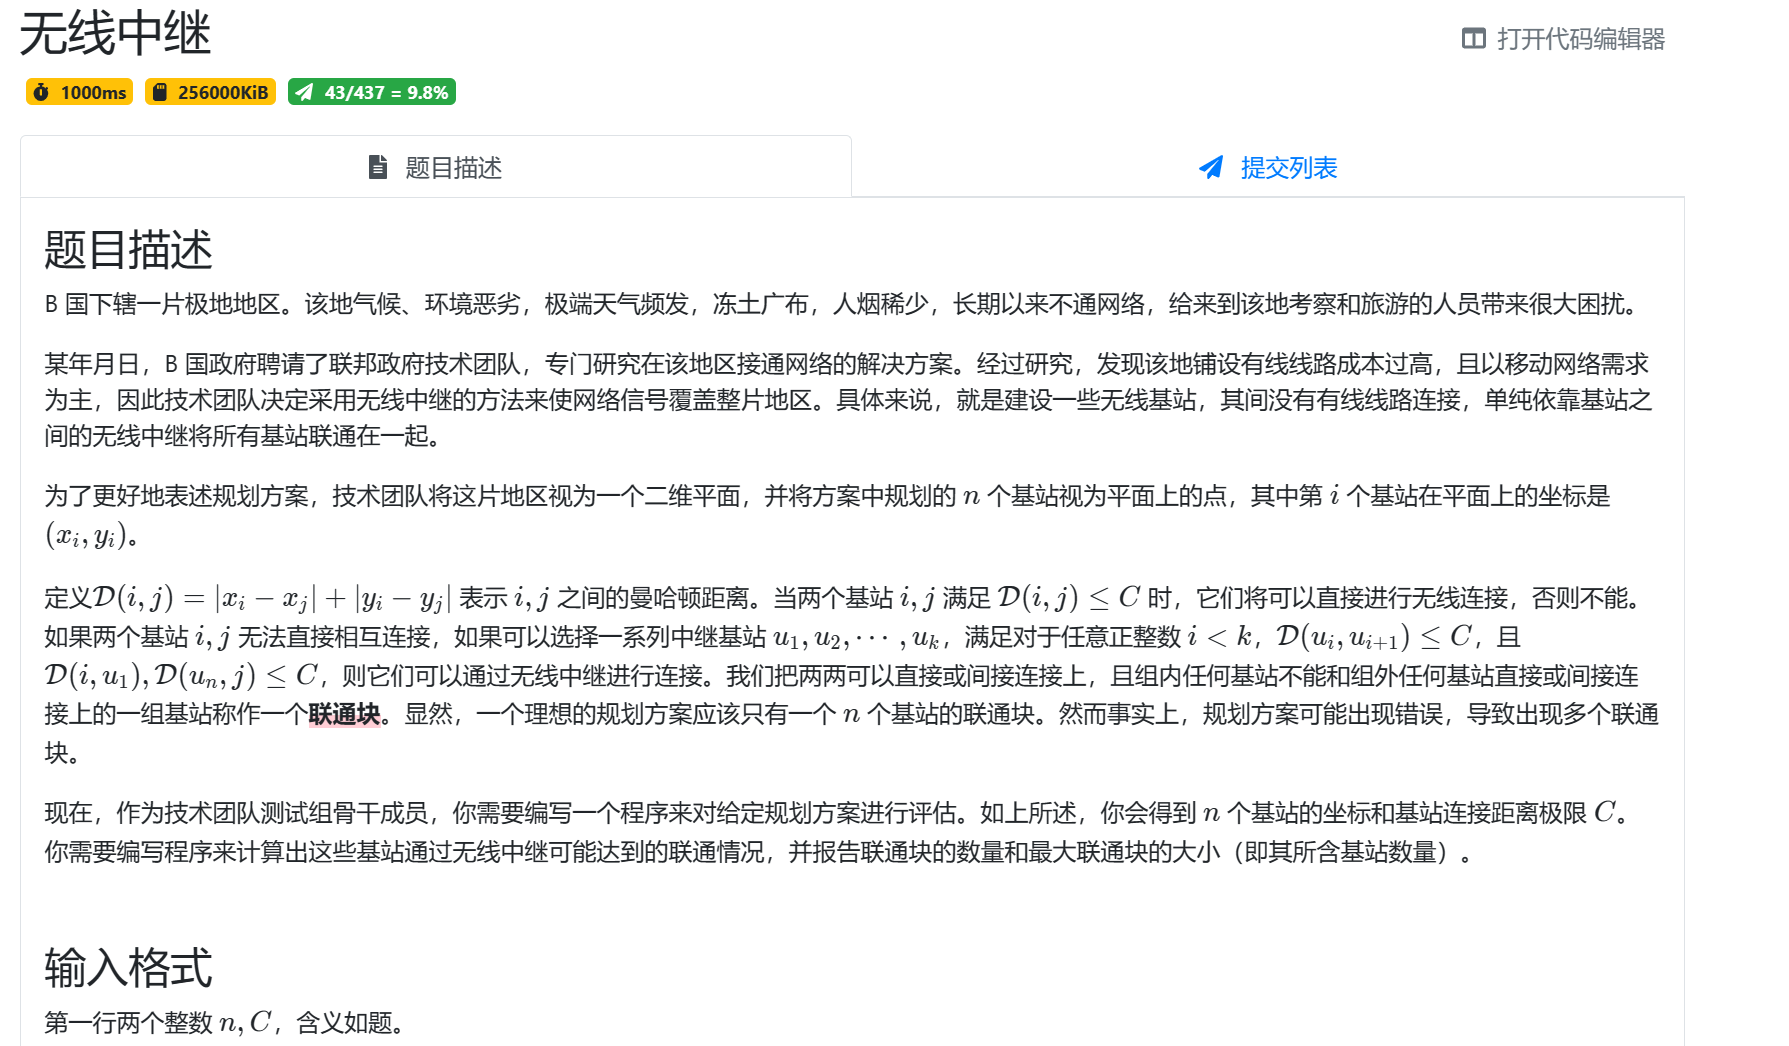 无线中继
打开代码编辑器
1000ms 256000KiB 43/437 = 9.8%
题目描述
提交列表
题目描述
B 国下辖一片极地地区。该地气候、环境恶劣，极端天气频发，冻土广布，人烟稀少，长期以来不通网络，给来到该地考察和旅游的人员带来很大困扰。
某年月日，B 国政府聘请了联邦政府技术团队，专门研究在该地区接通网络的解决方案。经过研究，发现该地铺设有线线路成本过高，且以移动网络需求
为主，因此技术团队决定采用无线中继的方法来使网络信号覆盖整片地区。具体来说，就是建设一些无线基站，其间没有有线线路连接，单纯依靠基站之
间的无线中继将所有基站联通在一起。
为了更好地表述规划方案，技术团队将这片地区视为一个二维平面，并将方案中规划的 n 个基站视为平面上的点，其中第 i 个基站在平面上的坐标是
(xᵢ, yᵢ)。
定义𝒟(i, j) = |xᵢ − xⱼ| + |yᵢ − yⱼ| 表示 i, j 之间的曼哈顿距离。当两个基站 i, j 满足 𝒟(i, j) ≤ C 时，它们将可以直接进行无线连接，否则不能。
如果两个基站 i, j 无法直接相互连接，如果可以选择一系列中继基站 u₁, u₂, ⋯ , uₖ，满足对于任意正整数 i < k，𝒟(uᵢ, uᵢ₊₁) ≤ C，且
𝒟(i, u₁), 𝒟(uₙ, j) ≤ C，则它们可以通过无线中继进行连接。我们把两两可以直接或间接连接上，且组内任何基站不能和组外任何基站直接或间接连
接上的一组基站称作一个联通块。显然，一个理想的规划方案应该只有一个 n 个基站的联通块。然而事实上，规划方案可能出现错误，导致出现多个联通
块。
现在，作为技术团队测试组骨干成员，你需要编写一个程序来对给定规划方案进行评估。如上所述，你会得到 n 个基站的坐标和基站连接距离极限 C。
你需要编写程序来计算出这些基站通过无线中继可能达到的联通情况，并报告联通块的数量和最大联通块的大小（即其所含基站数量）。
输入格式
第一行两个整数 n, C，含义如题。